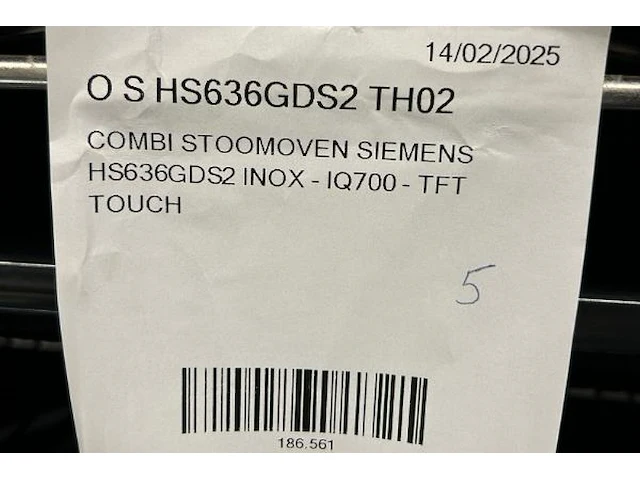 14/02/2025
O S HS636GDS2 TH02
COMBI STOOMOVEN SIEMENS
HS636GDS2 INOX - IQ700 - TFT
TOUCH
5
186.561